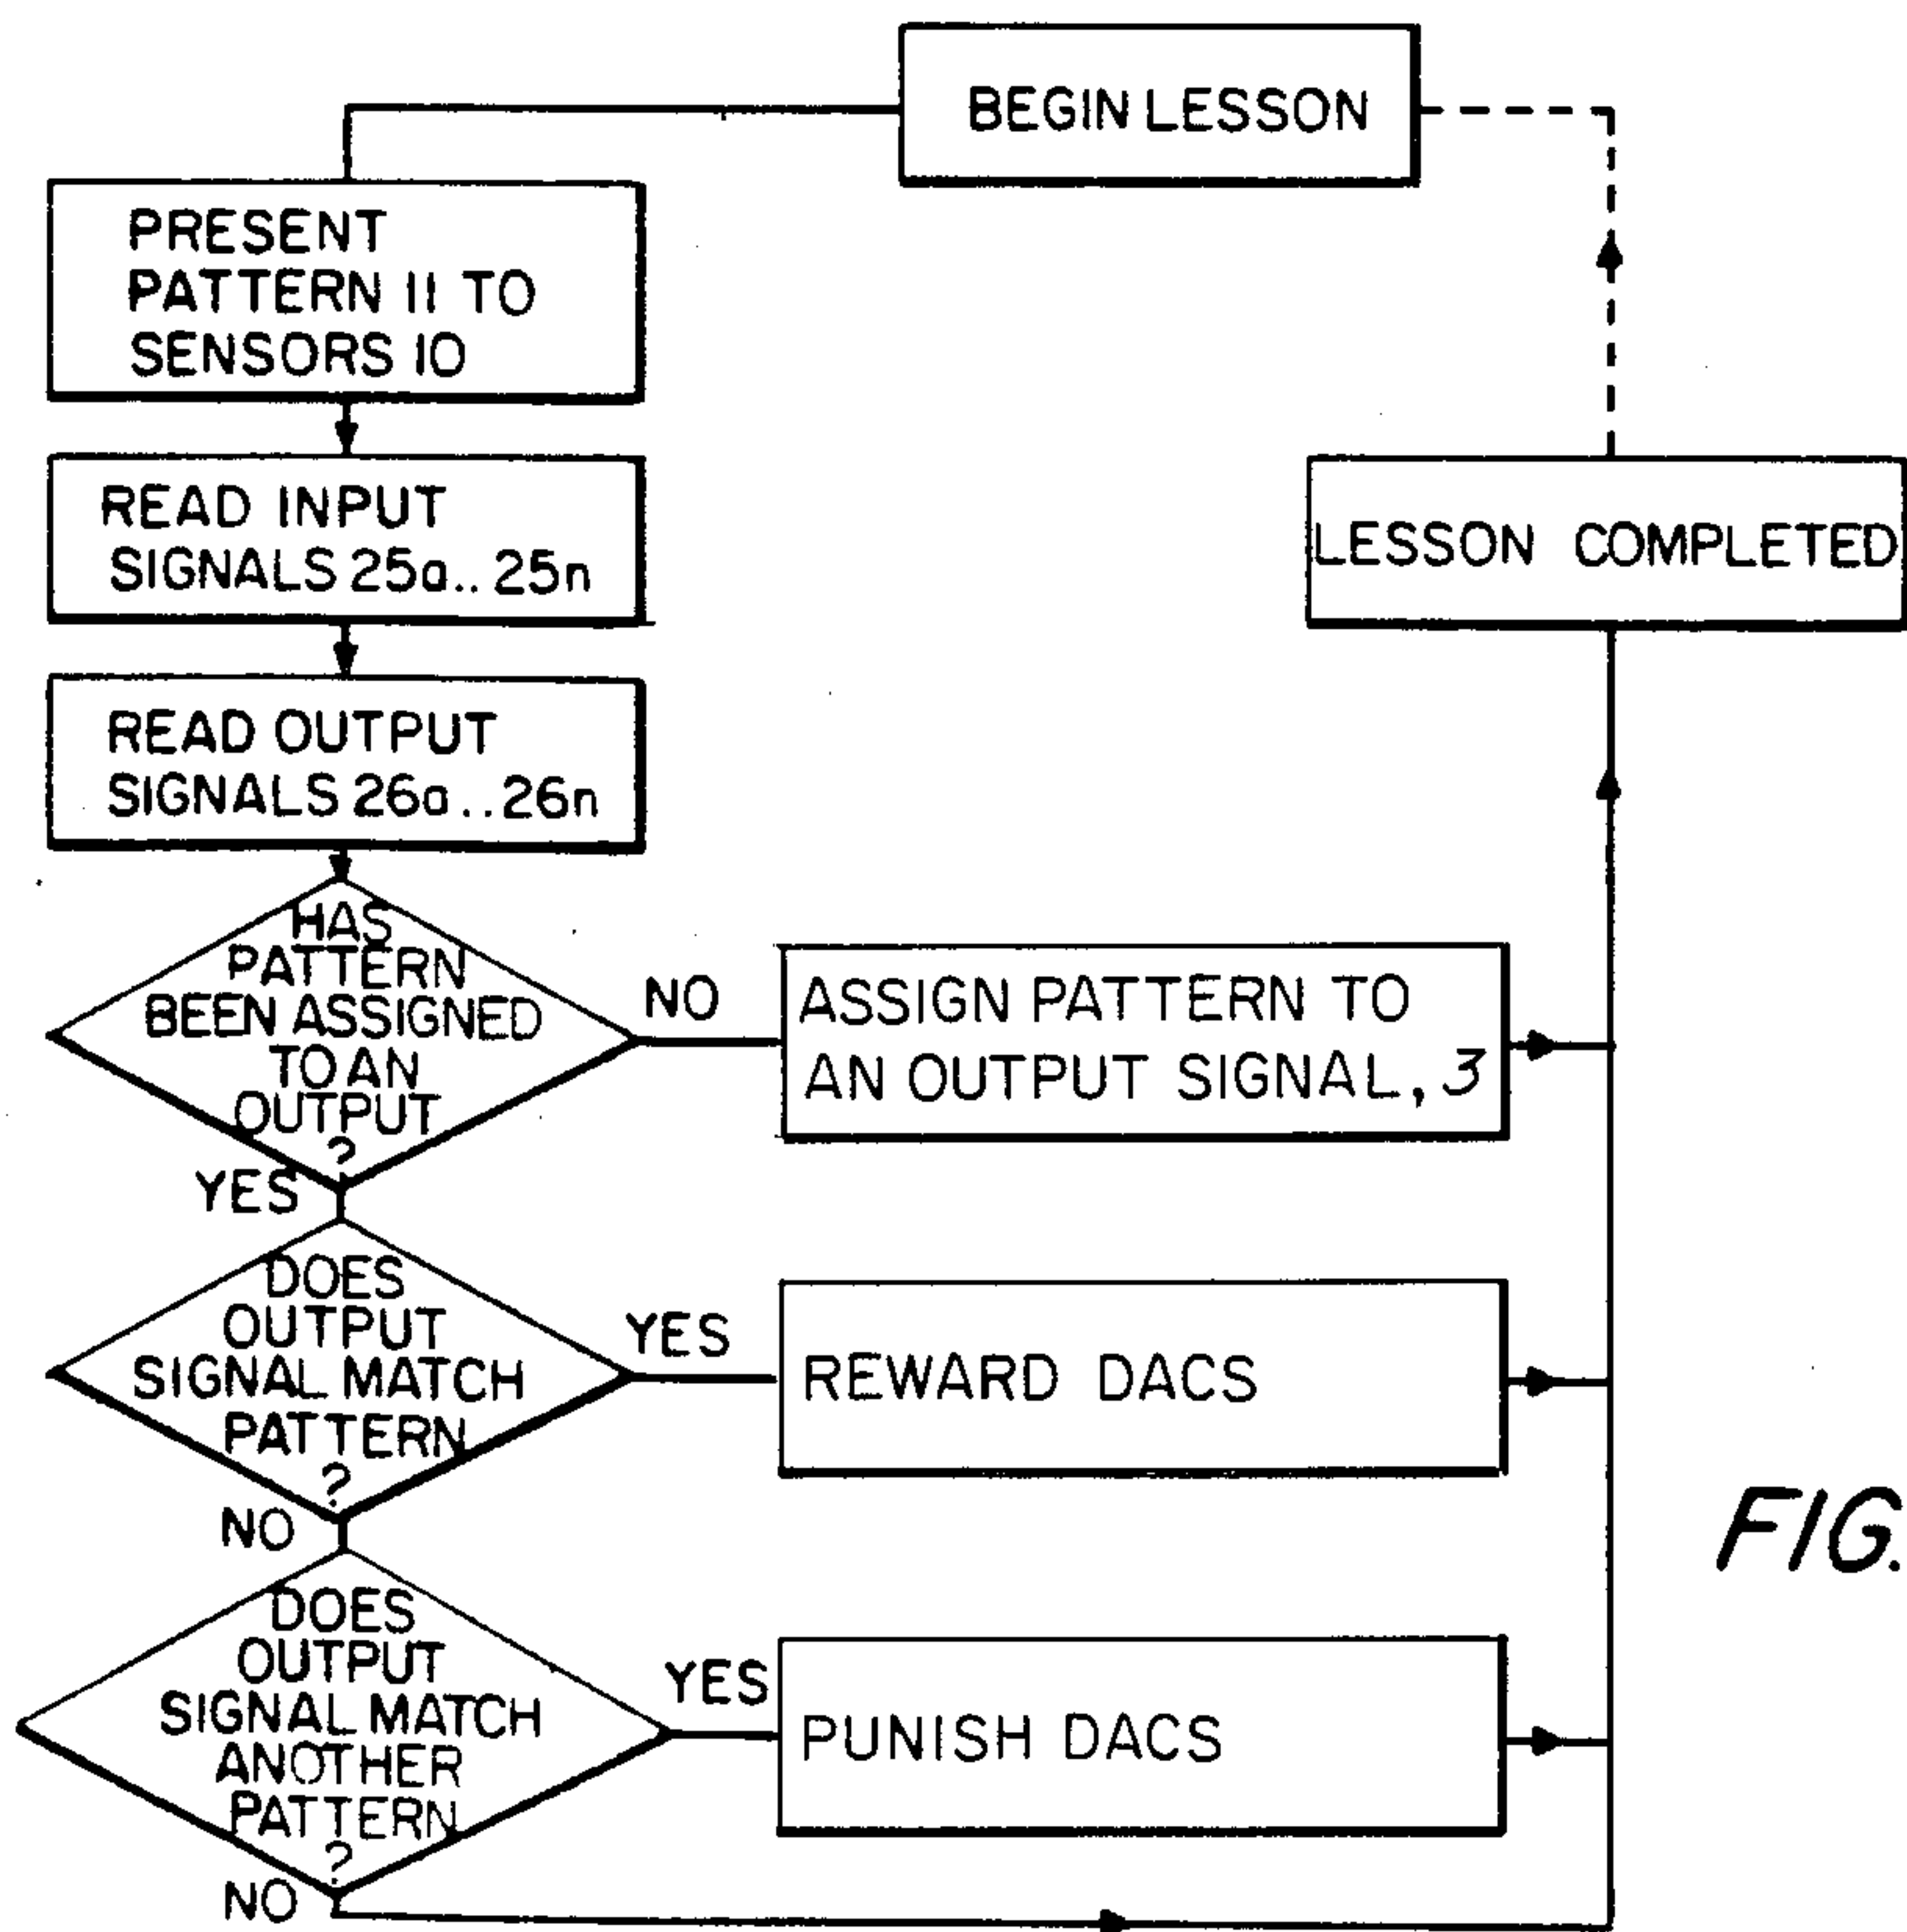 BEGIN LESSON
PRESENT
PATTERN 11 TO
SENSORS 10
READ INPUT
SIGNALS 25a..25n
LESSON COMPLETED
READ OUTPUT
SIGNALS 26a..26n
HAS
PATTERN
BEEN ASSIGNED
TO AN
OUTPUT
?
NO
ASSIGN PATTERN TO
AN OUTPUT SIGNAL, 3
YES
DOES
OUTPUT
SIGNAL MATCH
PATTERN
?
YES
REWARD DACS
NO
FIG.
DOES
OUTPUT
SIGNAL MATCH
ANOTHER
PATTERN
?
YES
PUNISH DACS
NO